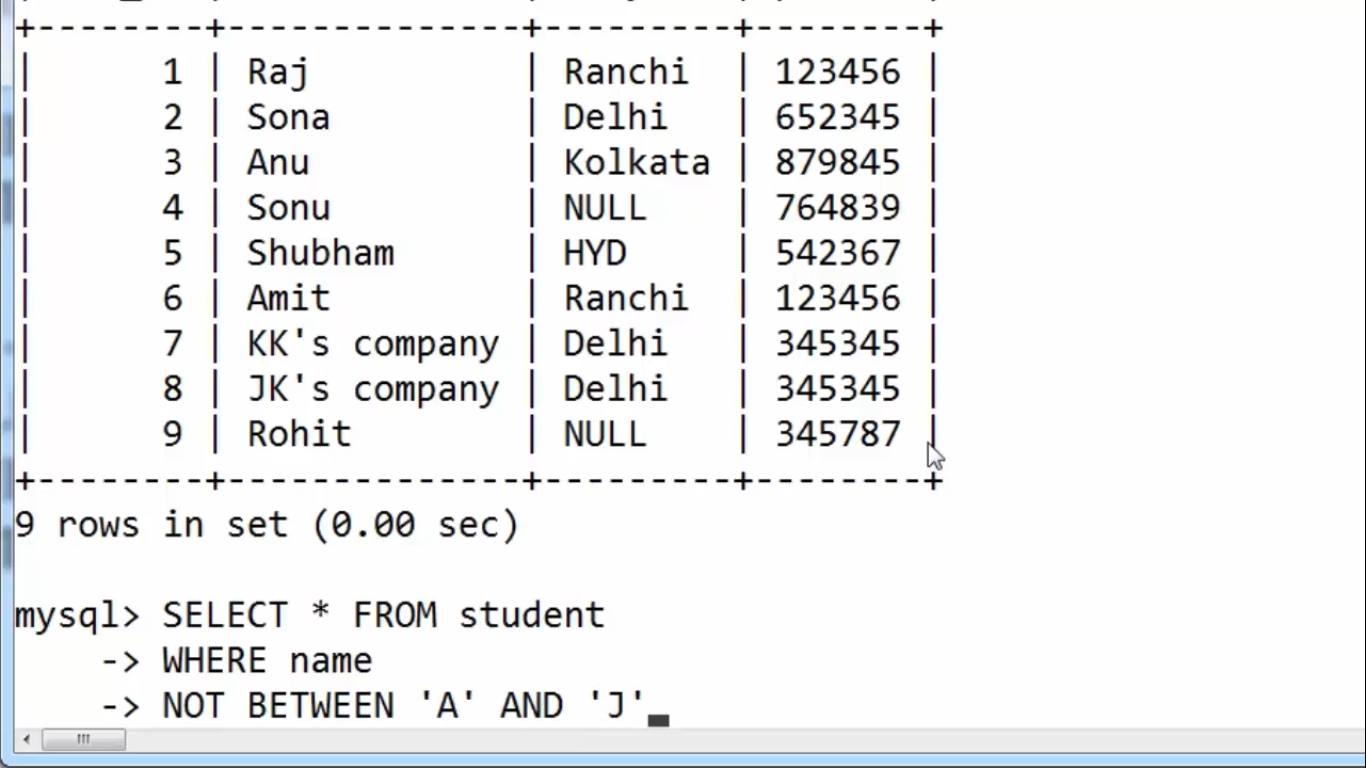 +--------+--------------+---------+--------+
| 1 | Raj | Ranchi | 123456 |
| 2 | Sona | Delhi | 652345 |
| 3 | Anu | Kolkata | 879845 |
| 4 | Sonu | NULL | 764839 |
| 5 | Shubham | HYD | 542367 |
| 6 | Amit | Ranchi | 123456 |
| 7 | KK's company | Delhi | 345345 |
| 8 | JK's company | Delhi | 345345 |
| 9 | Rohit | NULL | 345787 |
+--------+--------------+---------+--------+
9 rows in set (0.00 sec)
mysql> SELECT * FROM student
-> WHERE name
-> NOT BETWEEN 'A' AND 'J'